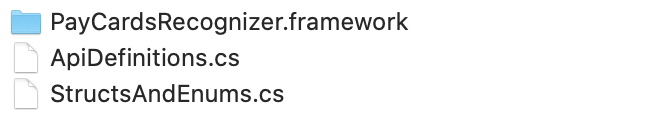 PayCardsRecognizer.framework
ApiDefinitions.cs
StructsAndEnums.cs